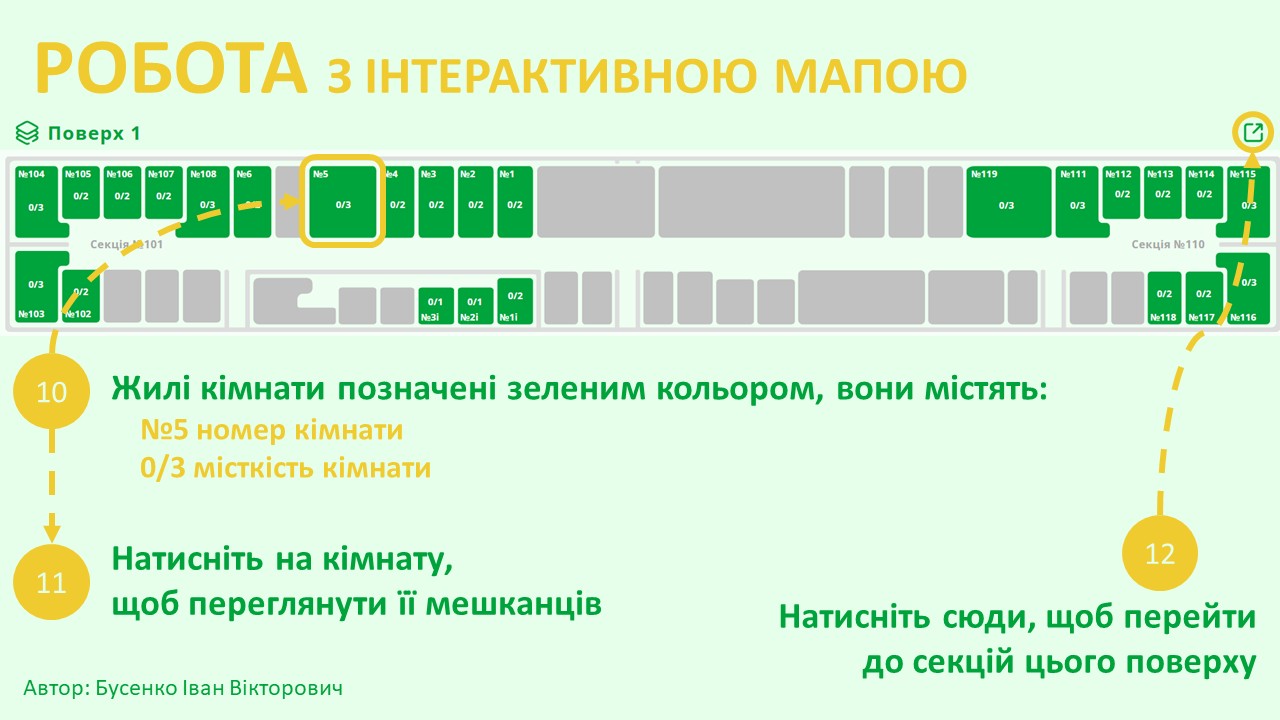 РОБОТА З ІНТЕРАКТИВНОЮ МАПОЮ
Поверх 1
№104 №105 №106 №107 №108 №6 №5 №4 №3 №2 №1 №119 №111 №112 №113 №114 №115
0/3 0/2 0/2 0/2 0/3 0/3 0/2 0/2 0/2 0/2 0/3 0/3 0/2 0/2 0/2 0/3
Секція №101 Секція №110
0/3 0/2 0/1 0/1 0/2 0/2 0/2 0/3
№103 №102 №3і №2і №1і №118 №117 №116
10
Жилі кімнати позначені зеленим кольором, вони містять:
№5 номер кімнати
0/3 місткість кімнати
11
Натисніть на кімнату,
щоб переглянути її мешканців
12
Натисніть сюди, щоб перейти
до секцій цього поверху
Автор: Бусенко Іван Вікторович